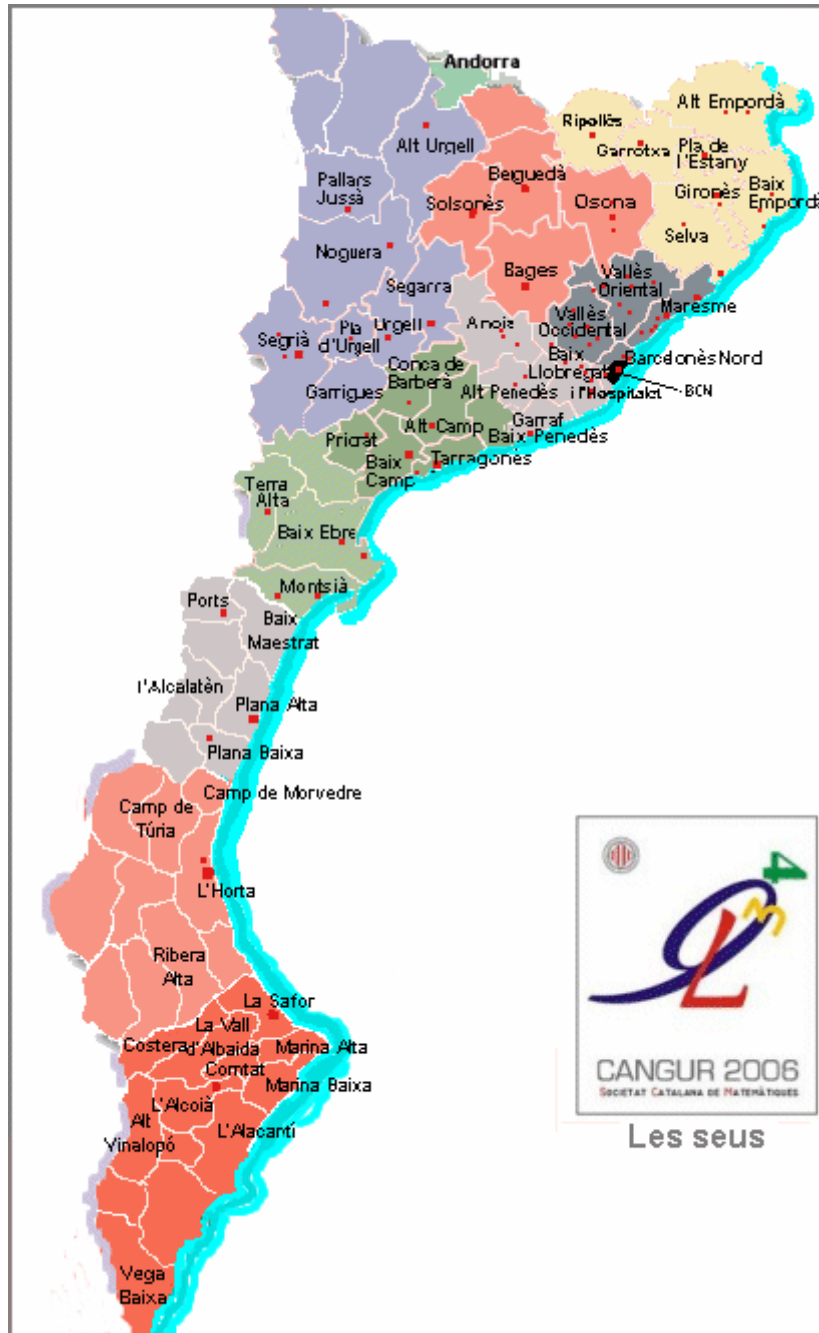 Andorra
Alt Empordà
Ripollès
Garrotxa
Pla de
l'Estany
Alt Urgell
Beiguedà
Pallars
Jussà
Solsonès
Osona
Gironès
Baix
Empordà
Selva
Noguera
Segarra
Bages
Vallès
Oriental
Maresme
Segrià
Pla
d'Urgell
Urgell
Anoia
Vallès
Occidental
Conca de
Barberà
Baix
Llobregat
Barcelonès Nord
BCN
Garrigues
Alt Penedès
i l'Hospitalet
Alt Camp
Garraf
Priorat
Baix Penedès
Baix
Camp
Tarragonès
Terra
Alta
Baix Ebre
Montsià
Ports
Baix
Maestrat
l'Alcalatèn
Plana Alta
Plana Baixa
Camp de Morvedre
Camp de
Túria
L'Horta
Ribera
Alta
La Safor
La Vall
d'Albaida
Costera
Marina Alta
Comtat
Marina Baixa
L'Alcoià
Alt
Vinalopó
L'Alacantí
Vega
Baixa
CANGUR 2006
SOCIETAT CATALANA DE MATEMÀTIQUES
Les seus